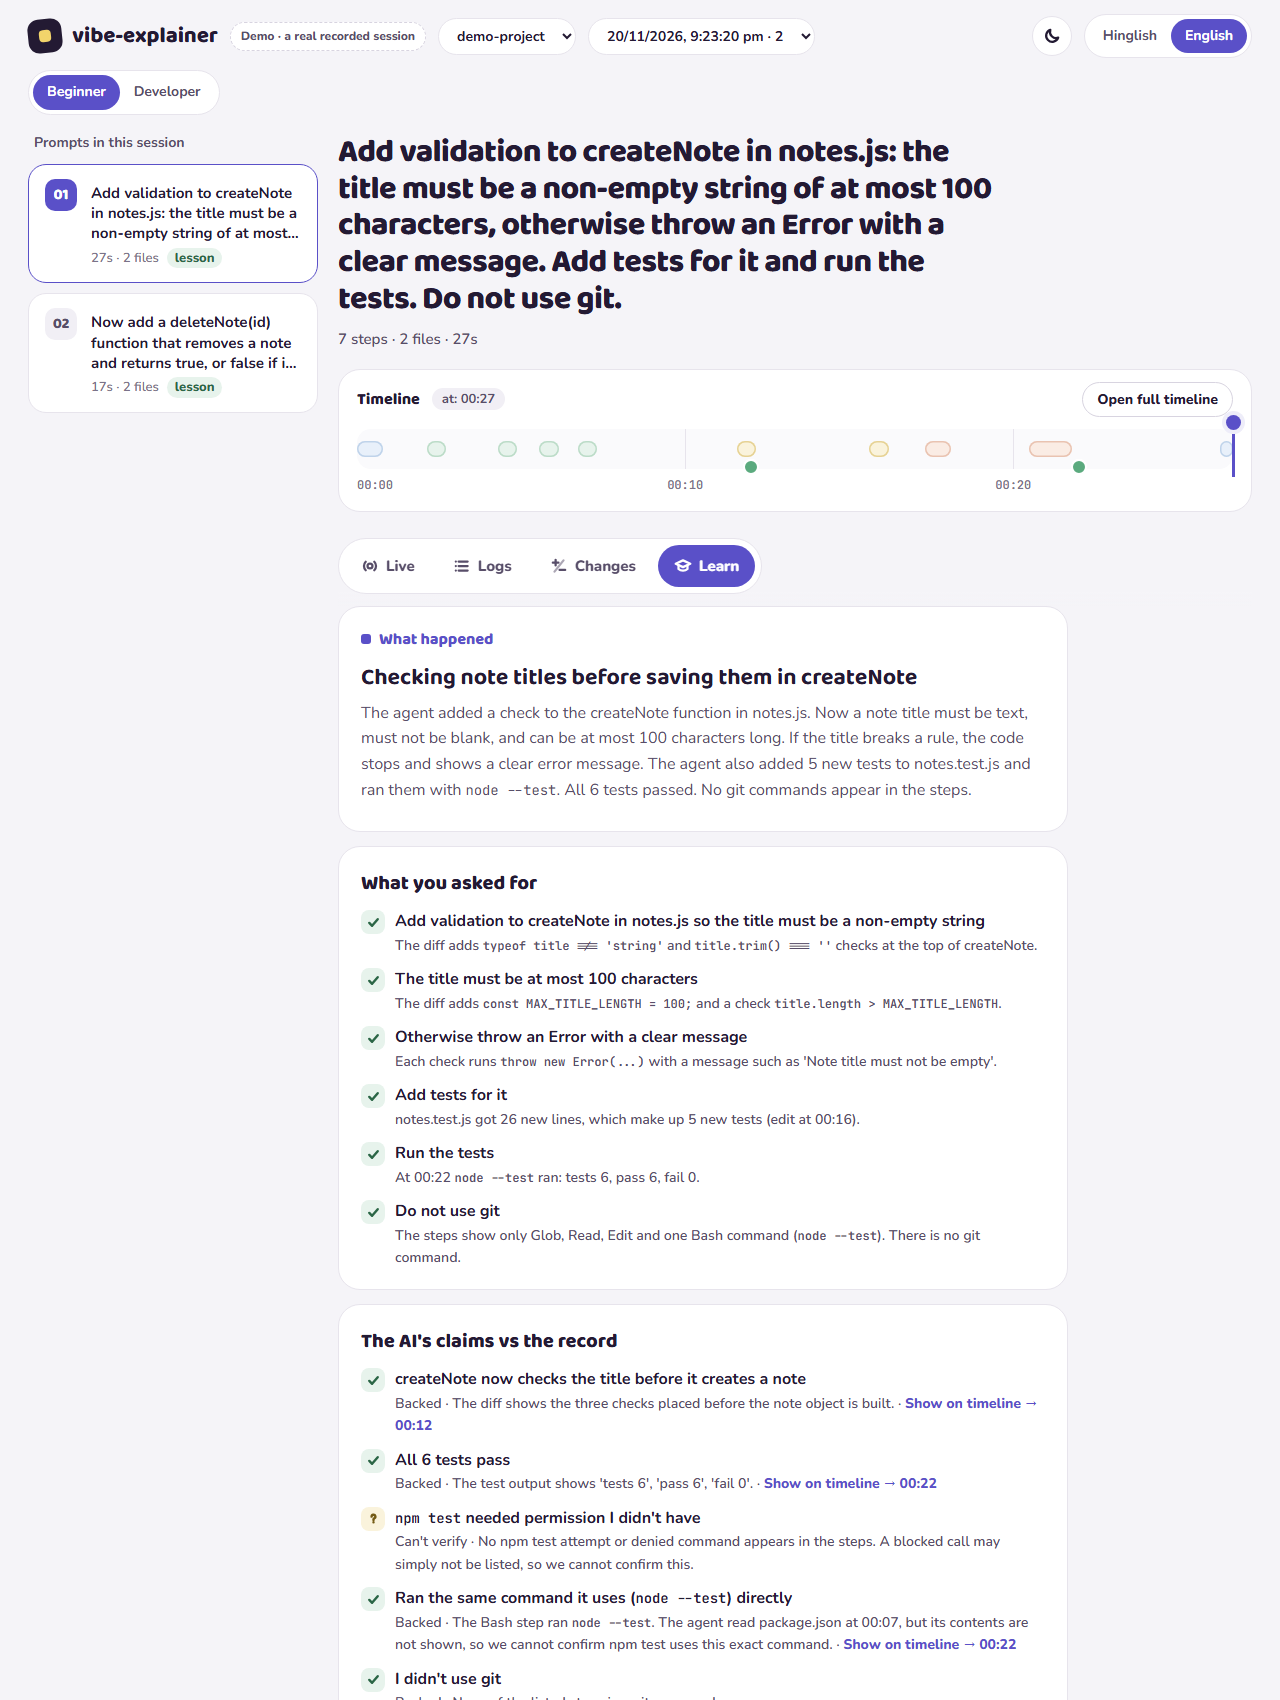 vibe-explainer
Demo · a real recorded session
demo-project
20/11/2026, 9:23:20 pm · 2
Hinglish
English
Beginner
Developer
Prompts in this session
01
Add validation to createNote
in notes.js: the title must be a
non-empty string of at most...
27s · 2 files
lesson
02
Now add a deleteNote(id)
function that removes a note
and returns true, or false if i...
17s · 2 files
lesson
Add validation to createNote in notes.js: the
title must be a non-empty string of at most 100
characters, otherwise throw an Error with a
clear message. Add tests for it and run the
tests. Do not use git.
7 steps · 2 files · 27s
Timeline
at: 00:27
Open full timeline
00:00
00:10
00:20
Live
Logs
Changes
Learn
What happened
Checking note titles before saving them in createNote
The agent added a check to the createNote function in notes.js. Now a note title must be text,
must not be blank, and can be at most 100 characters long. If the title breaks a rule, the code
stops and shows a clear error message. The agent also added 5 new tests to notes.test.js and
ran them with node --test. All 6 tests passed. No git commands appear in the steps.
What you asked for
Add validation to createNote in notes.js so the title must be a non-empty string
The diff adds typeof title !== 'string' and title.trim() === '' checks at the top of createNote.
The title must be at most 100 characters
The diff adds const MAX_TITLE_LENGTH = 100; and a check title.length > MAX_TITLE_LENGTH.
Otherwise throw an Error with a clear message
Each check runs throw new Error(...) with a message such as 'Note title must not be empty'.
Add tests for it
notes.test.js got 26 new lines, which make up 5 new tests (edit at 00:16).
Run the tests
At 00:22 node --test ran: tests 6, pass 6, fail 0.
Do not use git
The steps show only Glob, Read, Edit and one Bash command (node --test). There is no git
command.
The AI's claims vs the record
createNote now checks the title before it creates a note
Backed · The diff shows the three checks placed before the note object is built. · Show on timeline →
00:12
All 6 tests pass
Backed · The test output shows 'tests 6', 'pass 6', 'fail 0'. · Show on timeline → 00:22
?
npm test needed permission I didn't have
Can't verify · No npm test attempt or denied command appears in the steps. A blocked call may
simply not be listed, so we cannot confirm this.
Ran the same command it uses (node --test) directly
Backed · The Bash step ran node --test. The agent read package.json at 00:07, but its contents are
not shown, so we cannot confirm npm test uses this exact command. · Show on timeline → 00:22
I didn't use git